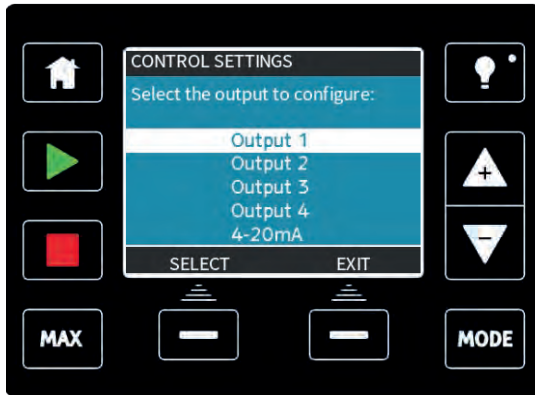 CONTROL SETTINGS
Select the output to configure:
Output 1
Output 2
Output 3
Output 4
4-20mA
SELECT EXIT
+
-
MAX
MODE